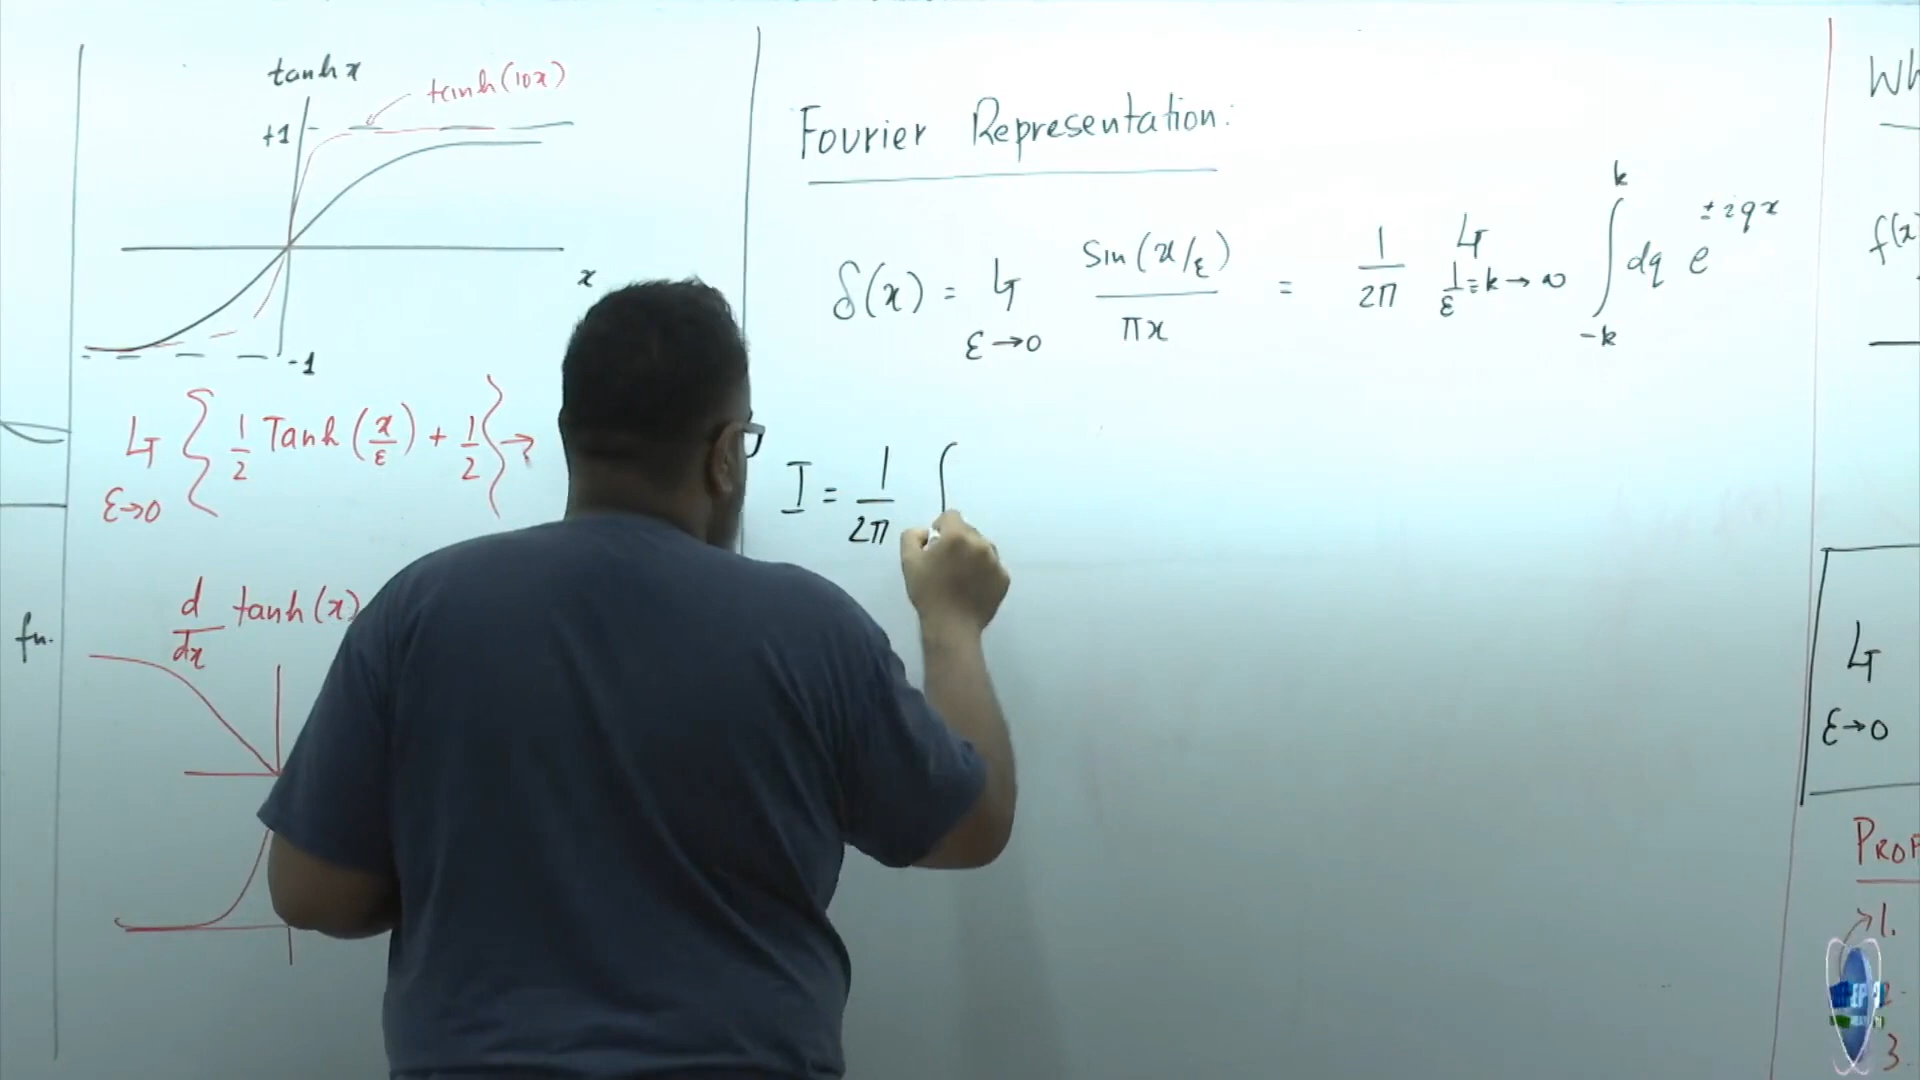 tanh x
tanh(10x)
+1
x
-1
Lt { 1/2 Tanh(x/ε) + 1/2 } →
ε→0
d/dx tanh(x)
fn.
Fourier Representation:
δ(x) = Lt ε→0 sin(x/ε)/πx = 1/2π Lt 1/ε=k→∞ ∫ -k k dq e ±iqx
I = 1/2π ∫
Wh
f(x)
Lt
ε→0
PROP
1.
2.
3.